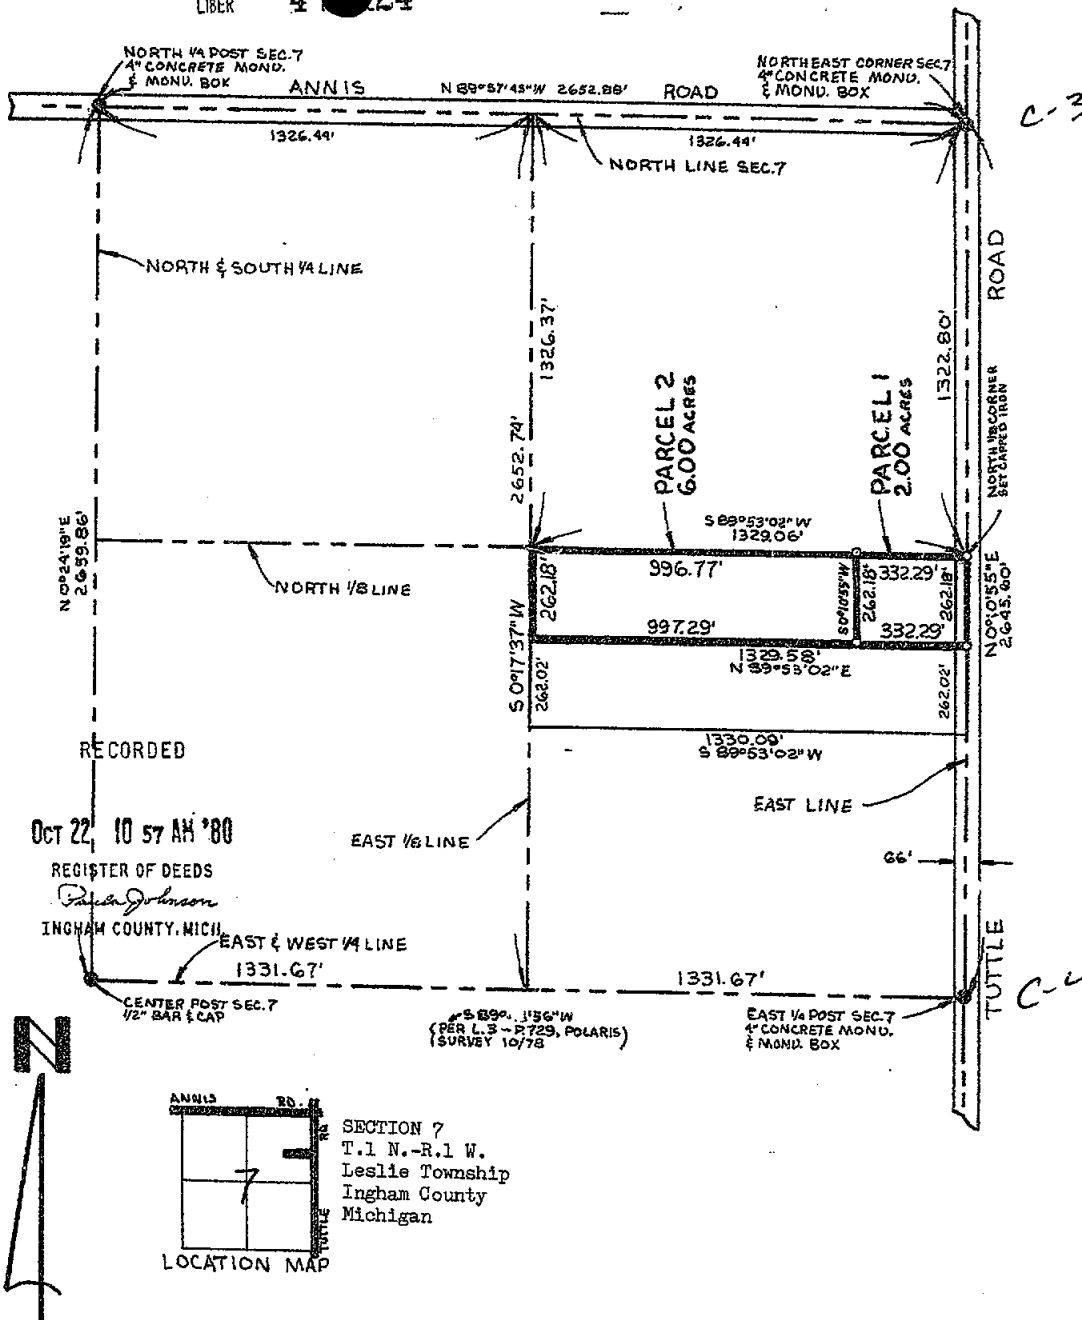 LIBER
NORTH 1/4 POST SEC.7
4" CONCRETE MONU.
& MONU. BOX
ANNIS
N 89°57'45"W 2652.88'
ROAD
NORTHEAST CORNER SEC.7
4" CONCRETE MONU.
& MONU. BOX
C-3
1326.44'
1326.44'
NORTH LINE SEC.7
NORTH & SOUTH 1/4 LINE
ROAD
1326.37'
1322.80'
2652.74'
PARCEL 2
6.00 ACRES
PARCEL 1
2.00 ACRES
NORTH 1/8 CORNER
SET CAPPED IRON
N 0°24'19"E
2659.86'
S 89°53'02"W
1329.06'
NORTH 1/8 LINE
996.77'
332.29'
262.18'
S 0°10'55"W
262.18'
262.18'
N 0°10'55"E
2645.60'
997.29'
332.29'
1329.58'
N 89°53'02"E
S 0°17'37"W
262.02'
262.02'
1330.09'
S 89°53'02"W
RECORDED
EAST LINE
OCT 22 10 57 AM '80
EAST 1/8 LINE
66'
REGISTER OF DEEDS
Johnson
INGHAM COUNTY, MICH.
EAST & WEST 1/4 LINE
1331.67'
1331.67'
TUTTLE
CENTER POST SEC.7
1/2" BAR & CAP
(PER L.3-P.729, POLARIS)
(SURVEY 10/78
EAST 1/4 POST SEC.7
4" CONCRETE MONU.
& MONU. BOX
N
ANNIS RD.
RD
TUTTLE
7
SECTION 7
T.1 N.-R.1 W.
Leslie Township
Ingham County
Michigan
LOCATION MAP